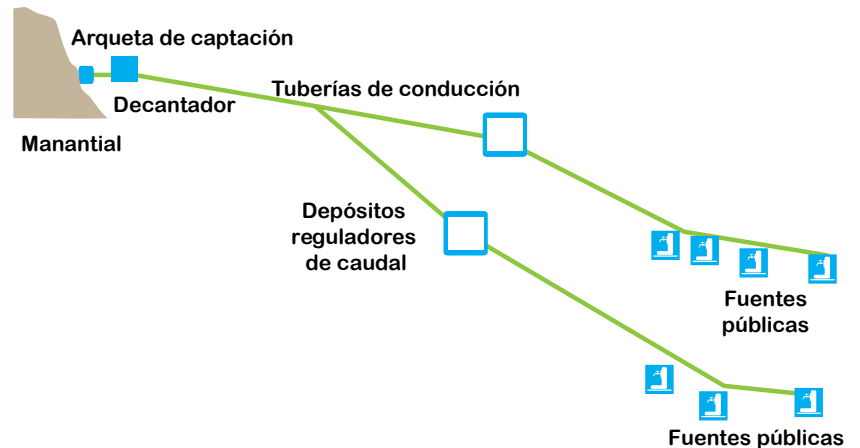 Arqueta de captación
Tuberías de conducción
Decantador
Manantial
Depósitos
reguladores
de caudal
Fuentes
públicas
Fuentes públicas